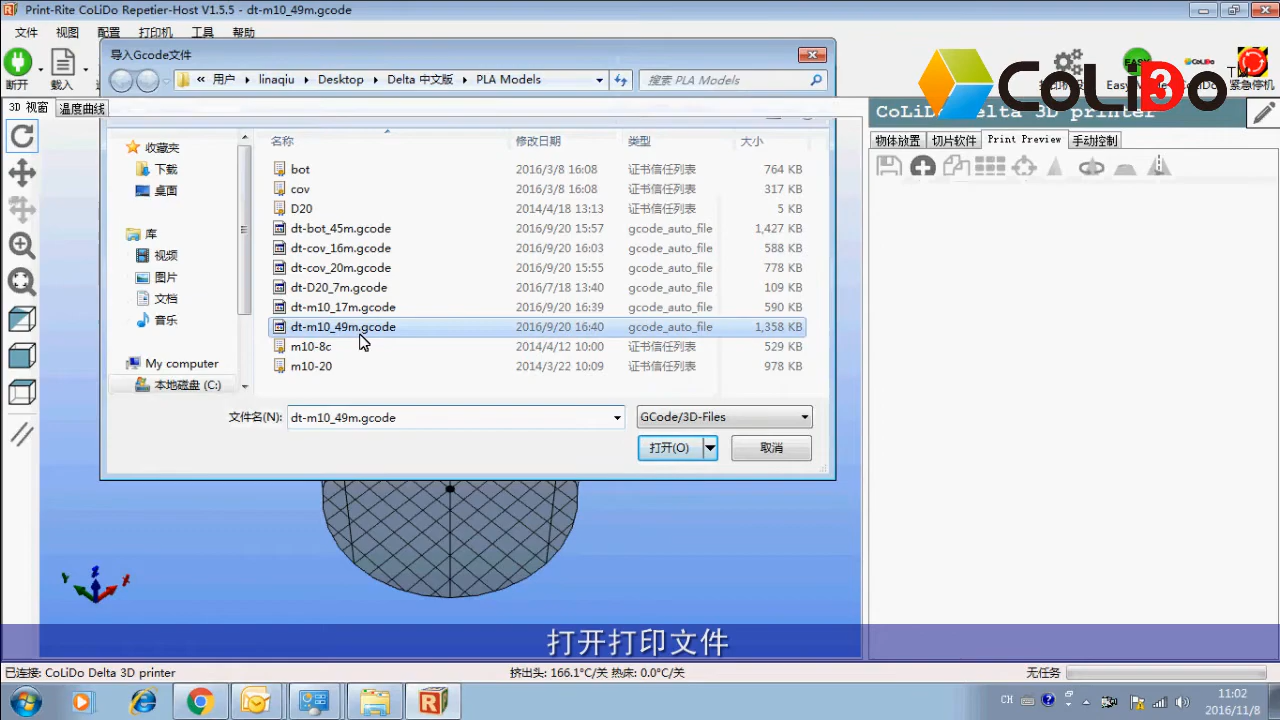 Print-Rite CoLiDo Repetier-Host V1.5.5 - dt-m10_49m.gcode
文件 视图 配置 打印机 工具 帮助
断开 载入
紧急停机
CoLiDo
3D 视窗 温度曲线
CoLiDo Delta 3D printer
物体放置 切片软件 Print Preview 手动控制
导入Gcode文件
« 用户 linaqiu Desktop Delta 中文版 PLA Models
搜索 PLA Models
名称 修改日期 类型 大小
收藏夹
下载
桌面
库
视频
图片
文档
音乐
My computer
本地磁盘 (C:)
bot 2016/3/8 16:08 证书信任列表 764 KB
cov 2016/3/8 16:08 证书信任列表 317 KB
D20 2014/4/18 13:13 证书信任列表 5 KB
dt-bot_45m.gcode 2016/9/20 15:57 gcode_auto_file 1,427 KB
dt-cov_16m.gcode 2016/9/20 16:03 gcode_auto_file 588 KB
dt-cov_20m.gcode 2016/9/20 15:55 gcode_auto_file 778 KB
dt-D20_7m.gcode 2016/7/18 13:40 gcode_auto_file 109 KB
dt-m10_17m.gcode 2016/9/20 16:39 gcode_auto_file 590 KB
dt-m10_49m.gcode 2016/9/20 16:40 gcode_auto_file 1,358 KB
m10-8c 2014/4/12 10:00 证书信任列表 529 KB
m10-20 2014/3/22 10:09 证书信任列表 978 KB
文件名(N): dt-m10_49m.gcode GCode/3D-Files
打开(O) 取消
Y Z X
打开打印文件
已连接: CoLiDo Delta 3D printer 挤出头: 166.1°C/关 热床: 0.0°C/关 无任务
CH 11:02
2016/11/8